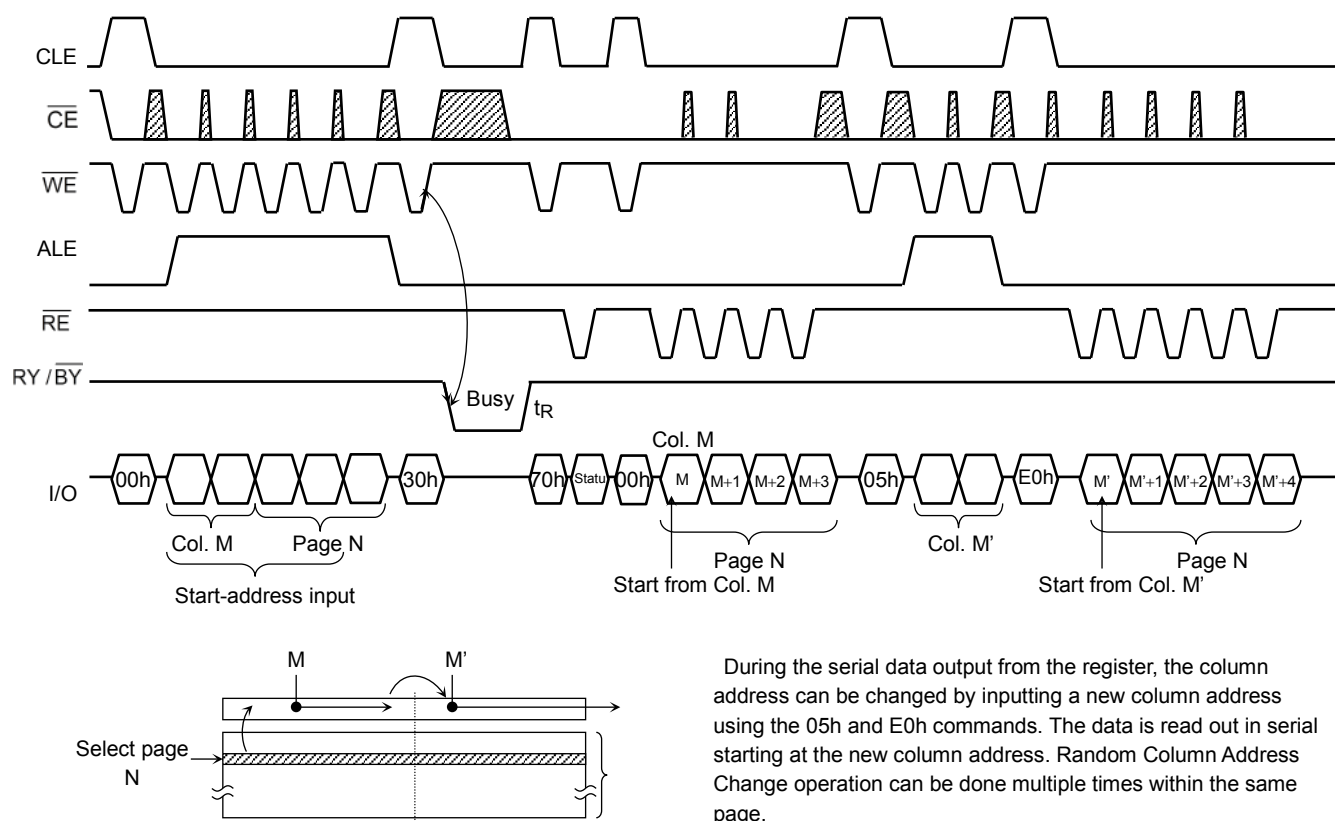 CLE
CE
WE
ALE
RE
RY / BY
Busy
tR
Col. M
I/O
00h
30h
70h
Statu
00h
M
M+1
M+2
M+3
05h
E0h
M'
M'+1
M'+2
M'+3
M'+4
Col. M
Page N
Page N
Col. M'
Page N
Start-address input
Start from Col. M
Start from Col. M'
M
M'
Select page
N
During the serial data output from the register, the column
address can be changed by inputting a new column address
using the 05h and E0h commands. The data is read out in serial
starting at the new column address. Random Column Address
Change operation can be done multiple times within the same
page.